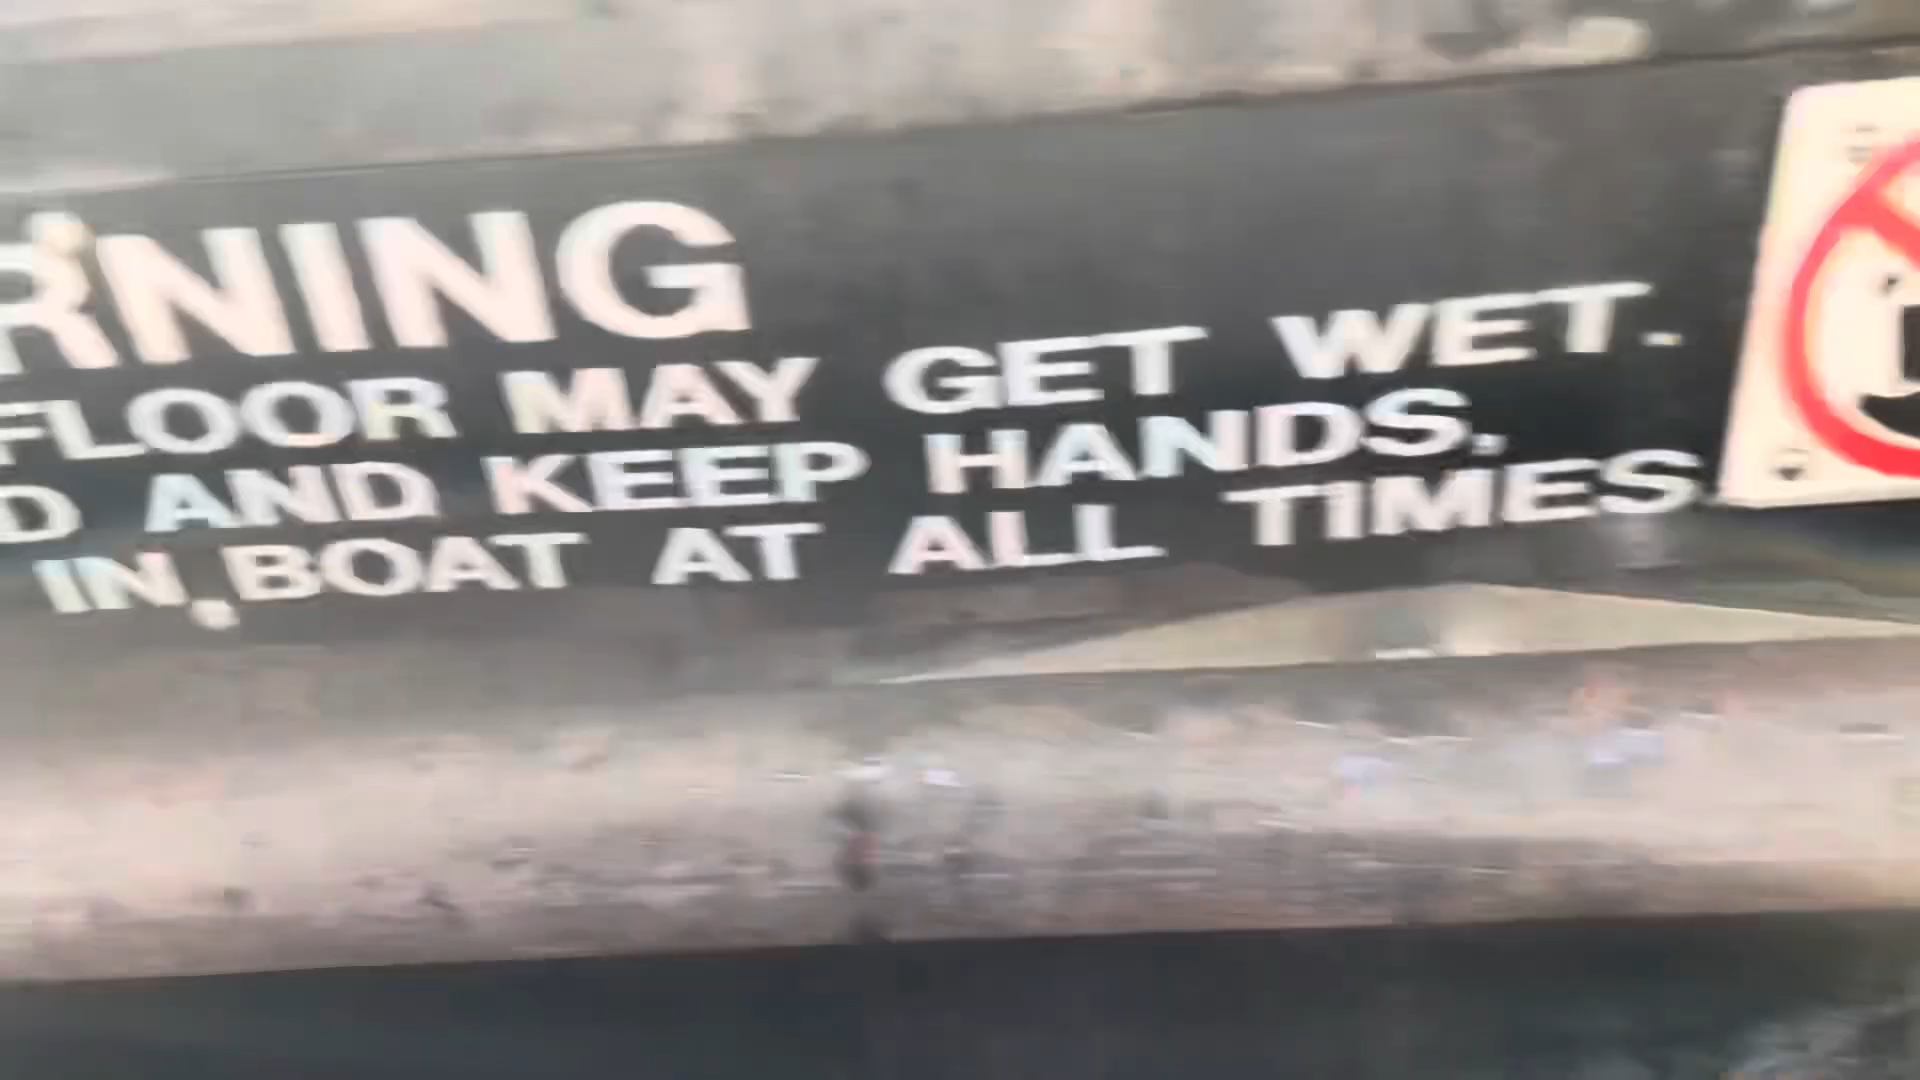 RNING
FLOOR MAY GET WET.
D AND KEEP HANDS,
IN BOAT AT ALL TIMES